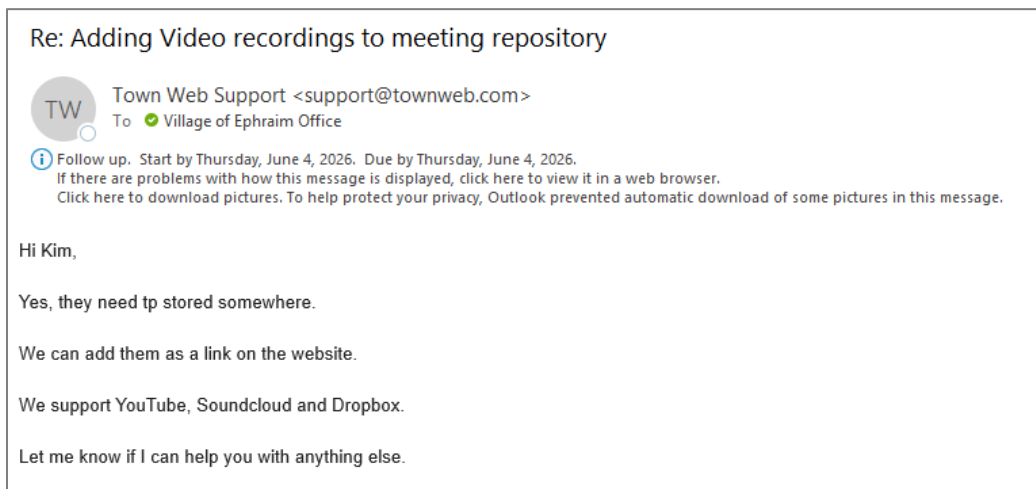 Re: Adding Video recordings to meeting repository
TW
Town Web Support <support@townweb.com>
To Village of Ephraim Office
Follow up. Start by Thursday, June 4, 2026. Due by Thursday, June 4, 2026.
If there are problems with how this message is displayed, click here to view it in a web browser.
Click here to download pictures. To help protect your privacy, Outlook prevented automatic download of some pictures in this message.
Hi Kim,
Yes, they need tp stored somewhere.
We can add them as a link on the website.
We support YouTube, Soundcloud and Dropbox.
Let me know if I can help you with anything else.